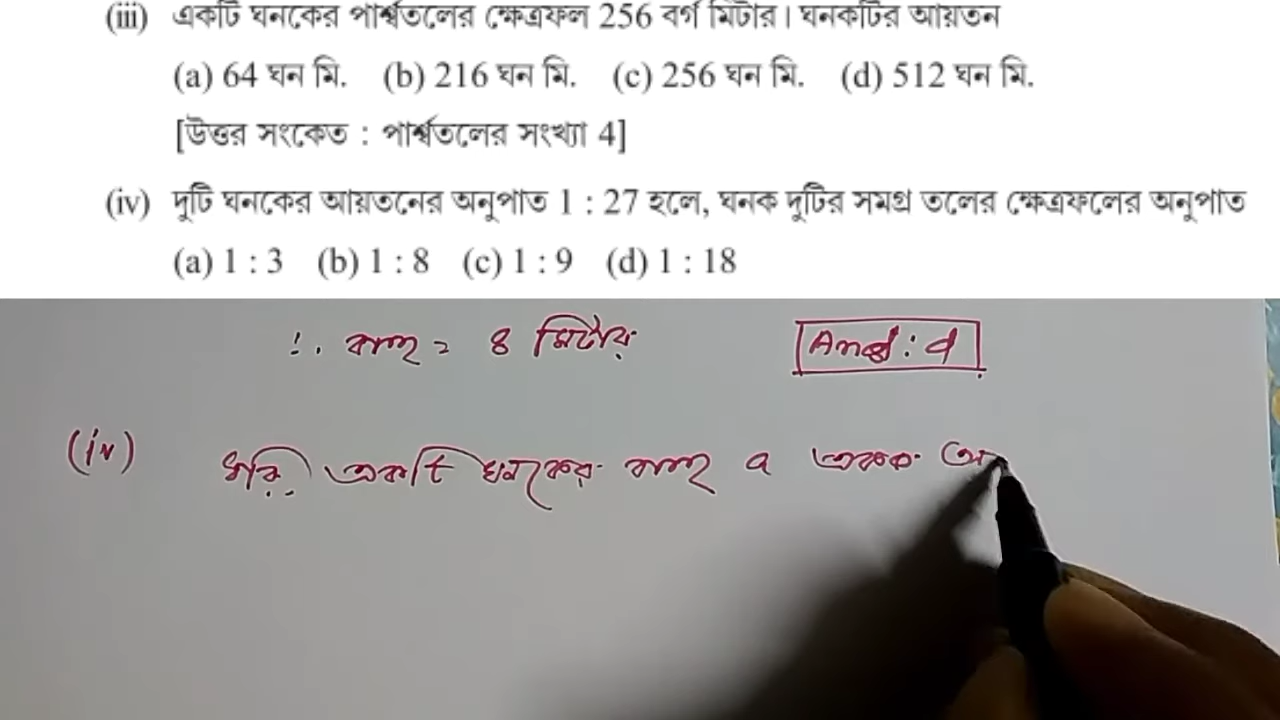 (iii) একটি ঘনকের পার্শ্বতলের ক্ষেত্রফল 256 বর্গ মিটার। ঘনকটির আয়তন
(a) 64 ঘন মি. (b) 216 ঘন মি. (c) 256 ঘন মি. (d) 512 ঘন মি.
[উত্তর সংকেত : পার্শ্বতলের সংখ্যা 4]
(iv) দুটি ঘনকের আয়তনের অনুপাত 1 : 27 হলে, ঘনক দুটির সমগ্র তলের ক্ষেত্রফলের অনুপাত
(a) 1 : 3 (b) 1 : 8 (c) 1 : 9 (d) 1 : 18
∴ বাহু = 8 মিটার Ans : d
(iv) ধরি একটি ঘনকের বাহু a একক